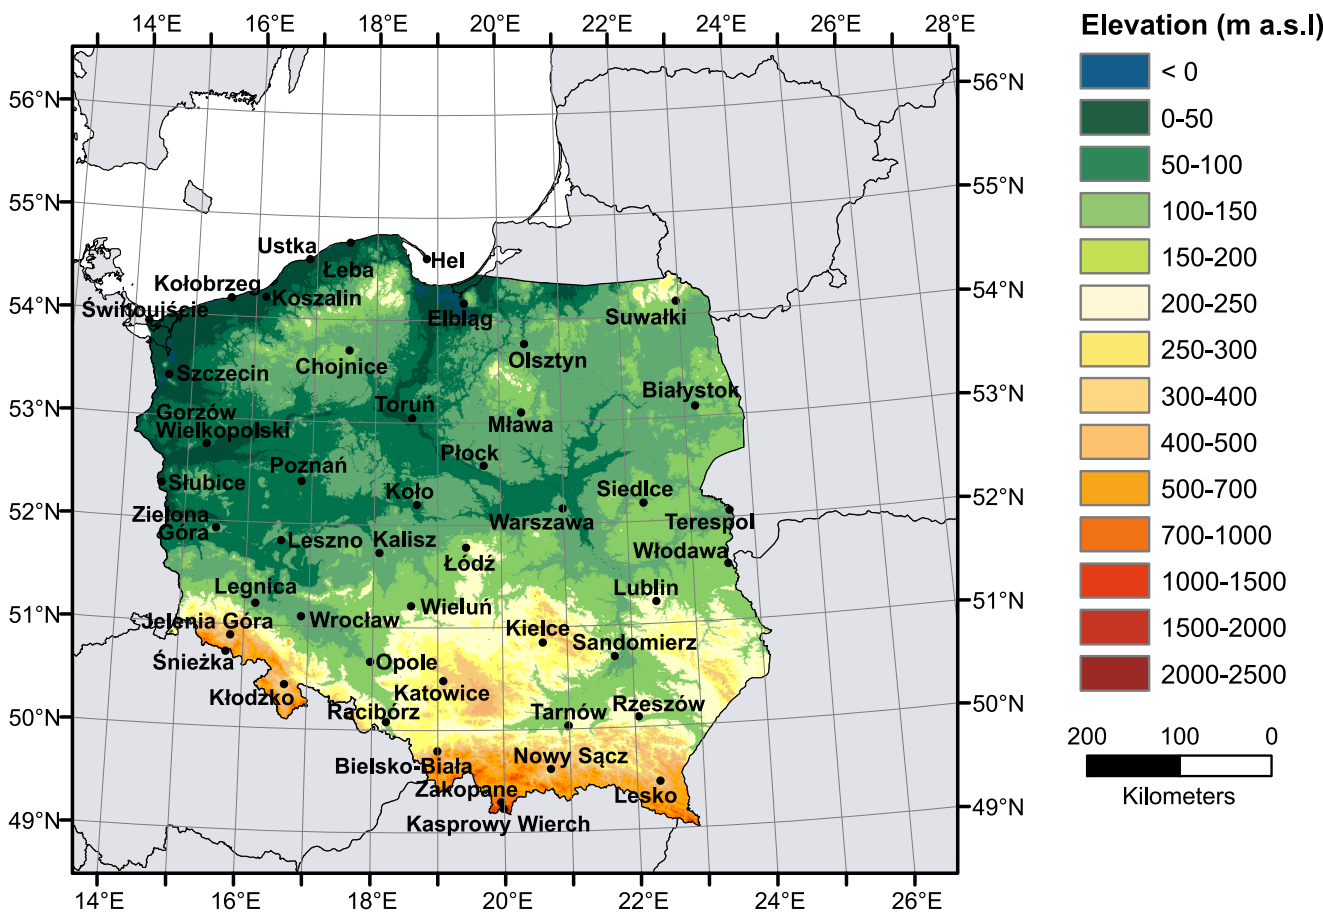 14°E 16°E 18°E 20°E 22°E 24°E 26°E 28°E
Elevation (m a.s.l)
< 0
0-50
50-100
100-150
150-200
200-250
250-300
300-400
400-500
500-700
700-1000
1000-1500
1500-2000
2000-2500
200 100 0
Kilometers
56°N 56°N
55°N 55°N
54°N 54°N
53°N 53°N
52°N 52°N
51°N 51°N
50°N 50°N
49°N 49°N
Ustka
Łeba
Hel
Kołobrzeg
Koszalin
Świnoujście
Elbląg
Suwałki
Szczecin
Chojnice
Olsztyn
Białystok
Gorzów
Wielkopolski
Toruń
Mława
Płock
Poznań
Słubice
Koło
Siedlce
Warszawa
Terespol
Zielona
Góra
Leszno
Kalisz
Łódź
Włodawa
Legnica
Lublin
Wieluń
Jelenia Góra
Wrocław
Kielce
Sandomierz
Śnieżka
Opole
Kłodzko
Katowice
Racibórz
Tarnów
Rzeszów
Bielsko-Biała
Nowy Sącz
Zakopane
Lesko
Kasprowy Wierch
14°E 16°E 18°E 20°E 22°E 24°E 26°E